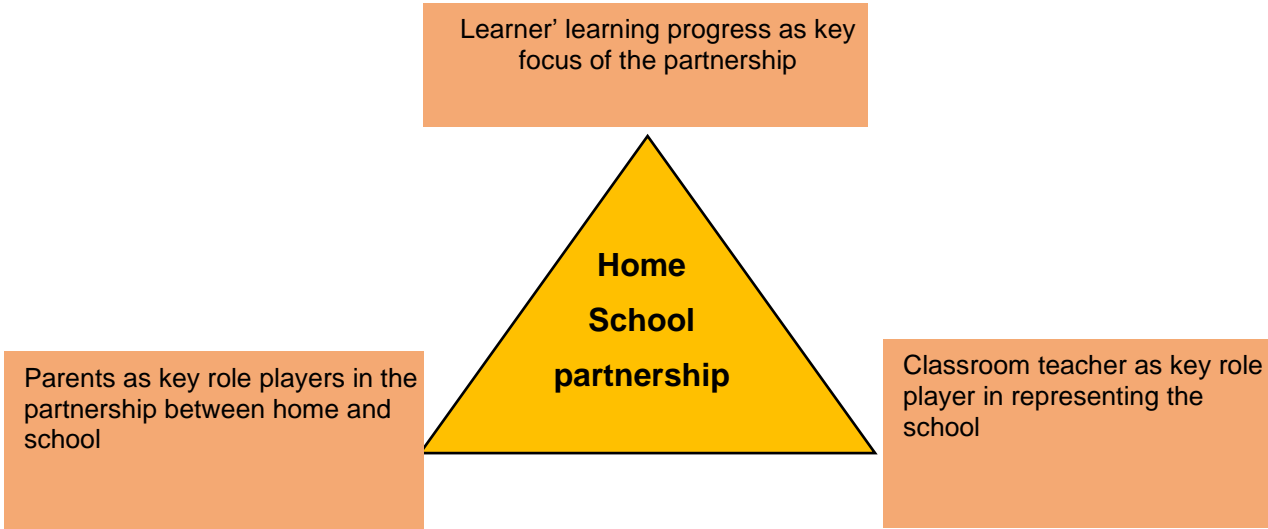 Learner’ learning progress as key
focus of the partnership
Home
School
partnership
Parents as key role players in the
partnership between home and
school
Classroom teacher as key role
player in representing the
school